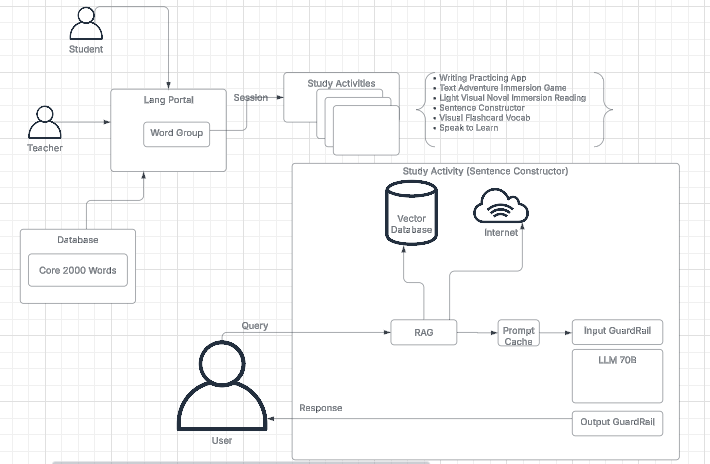 Student
Lang Portal
Word Group
Teacher
Session
Study Activities
• Writing Practicing App
• Text Adventure Immersion Game
• Light Visual Novel Immersion Reading
• Sentence Constructor
• Visual Flashcard Vocab
• Speak to Learn
Database
Core 2000 Words
Study Activity (Sentence Constructor)
Vector
Database
Internet
Query
RAG
Prompt
Cache
Input GuardRail
LLM 70B
Response
Output GuardRail
User